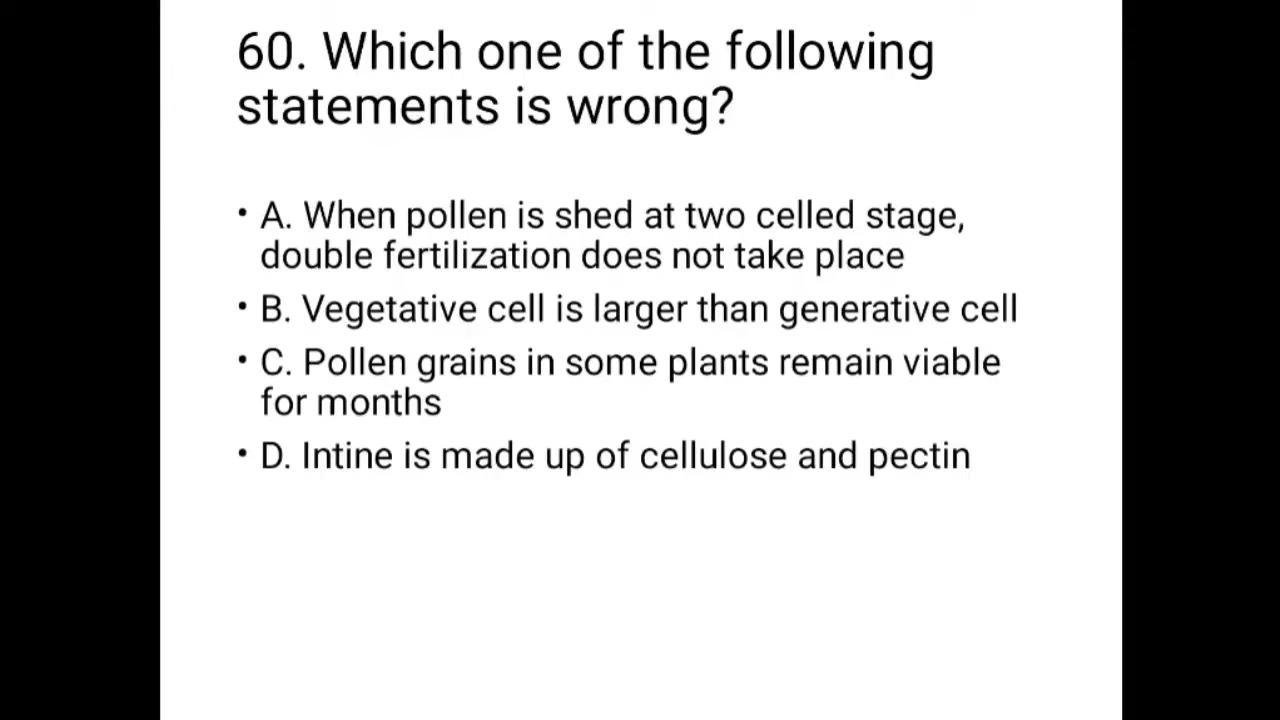 60. Which one of the following
statements is wrong?
• A. When pollen is shed at two celled stage,
double fertilization does not take place
• B. Vegetative cell is larger than generative cell
• C. Pollen grains in some plants remain viable
for months
• D. Intine is made up of cellulose and pectin